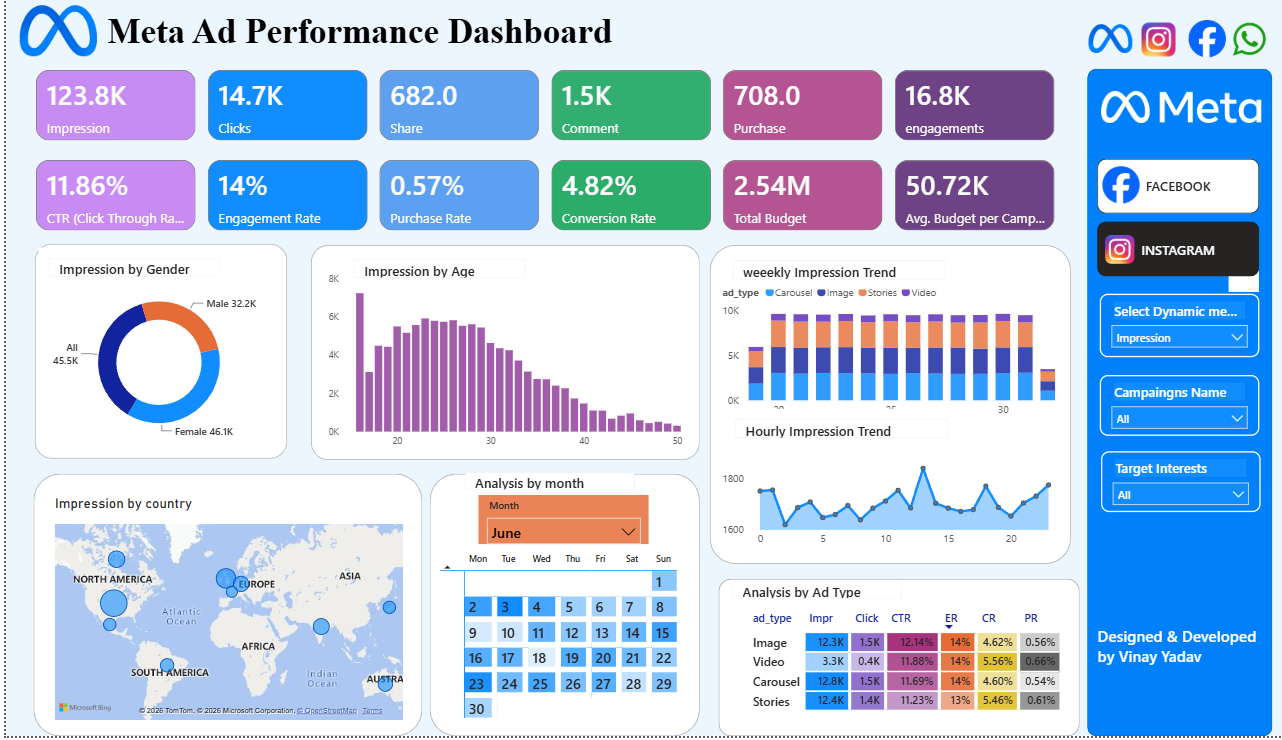 Meta Ad Performance Dashboard
123.8K
Impression
14.7K
Clicks
682.0
Share
1.5K
Comment
708.0
Purchase
16.8K
engagements
11.86%
CTR (Click Through Ra...
14%
Engagement Rate
0.57%
Purchase Rate
4.82%
Conversion Rate
2.54M
Total Budget
50.72K
Avg. Budget per Camp...
Impression by Gender
Male 32.2K
All
45.5K
Female 46.1K
Impression by Age
8K
6K
4K
2K
0K
20 30 40 50
weeekly Impression Trend
ad_type Carousel Image Stories Video
10K
5K
0K
20 25 30
Hourly Impression Trend
1800
1600
0 5 10 15 20
Impression by country
NORTH AMERICA
EUROPE
ASIA
Atlantic
Ocean
AFRICA
SOUTH AMERICA
Indian
Ocean
AUSTRA
Microsoft Bing
© 2026 TomTom, © 2026 Microsoft Corporation, © OpenStreetMap Terms
Analysis by month
Month
June
Mon Tue Wed Thu Fri Sat Sun
1
2 3 4 5 6 7 8
9 10 11 12 13 14 15
16 17 18 19 20 21 22
23 24 25 26 27 28 29
30
Analysis by Ad Type
ad_type Impr Click CTR ER CR PR
Image 12.3K 1.5K 12.14% 14% 4.62% 0.56%
Video 3.3K 0.4K 11.88% 14% 5.56% 0.66%
Carousel 12.8K 1.5K 11.69% 14% 4.60% 0.54%
Stories 12.4K 1.4K 11.23% 13% 5.46% 0.61%
Meta
FACEBOOK
INSTAGRAM
Select Dynamic me...
Impression
Campaingns Name
All
Target Interests
All
Designed & Developed
by Vinay Yadav